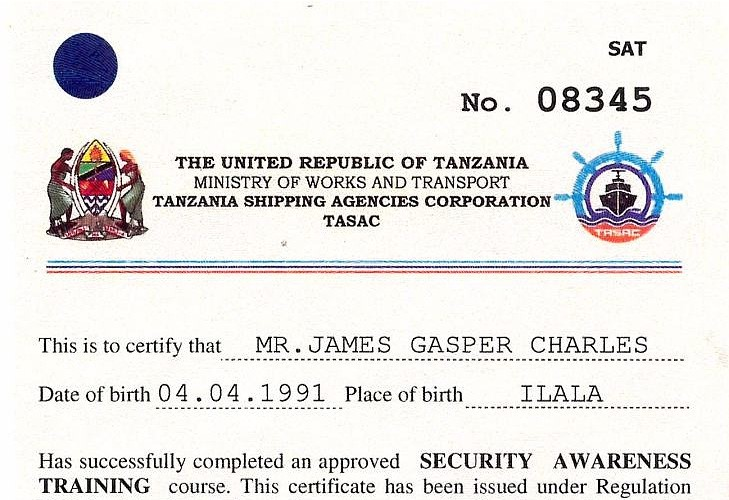 SAT
No. 08345
THE UNITED REPUBLIC OF TANZANIA
MINISTRY OF WORKS AND TRANSPORT
TANZANIA SHIPPING AGENCIES CORPORATION
TASAC
TASAC
This is to certify that MR.JAMES GASPER CHARLES
Date of birth 04.04.1991 Place of birth ILALA
Has successfully completed an approved SECURITY AWARENESS
TRAINING course. This certificate has been issued under Regulation